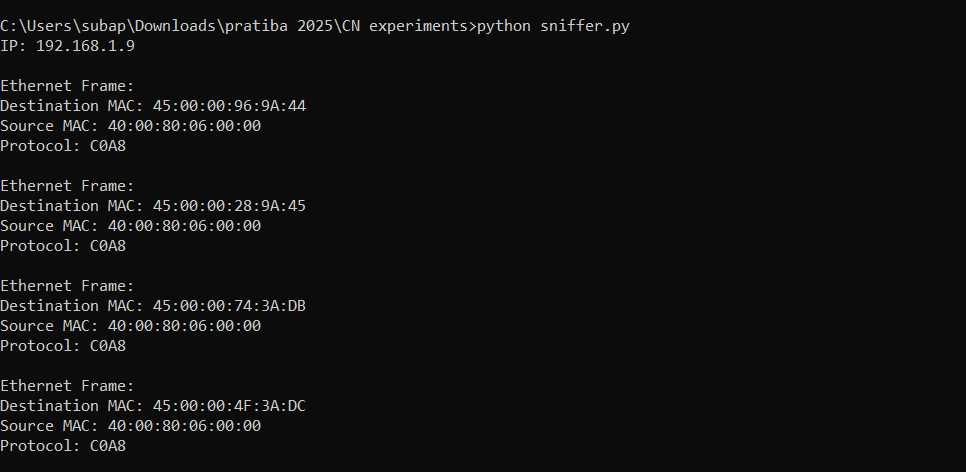 C:\Users\subap\Downloads\pratiba 2025\CN experiments>python sniffer.py
IP: 192.168.1.9
Ethernet Frame:
Destination MAC: 45:00:00:96:9A:44
Source MAC: 40:00:80:06:00:00
Protocol: C0A8
Ethernet Frame:
Destination MAC: 45:00:00:28:9A:45
Source MAC: 40:00:80:06:00:00
Protocol: C0A8
Ethernet Frame:
Destination MAC: 45:00:00:74:3A:DB
Source MAC: 40:00:80:06:00:00
Protocol: C0A8
Ethernet Frame:
Destination MAC: 45:00:00:4F:3A:DC
Source MAC: 40:00:80:06:00:00
Protocol: C0A8